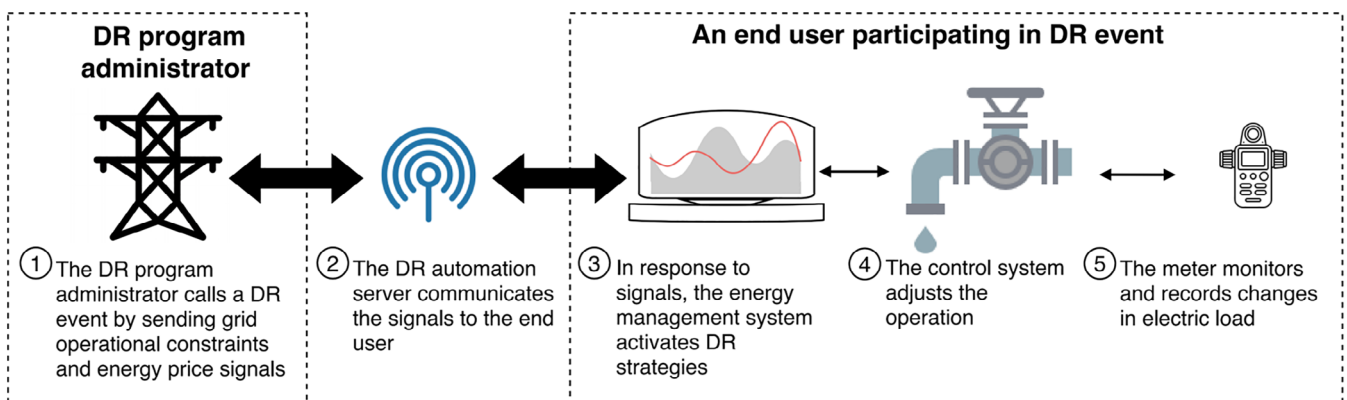 DR program
administrator
An end user participating in DR event
1 The DR program
administrator calls a DR
event by sending grid
operational constraints
and energy price signals
2 The DR automation
server communicates
the signals to the end
user
3 In response to
signals, the energy
management system
activates DR
strategies
4 The control system
adjusts the
operation
5 The meter monitors
and records changes
in electric load